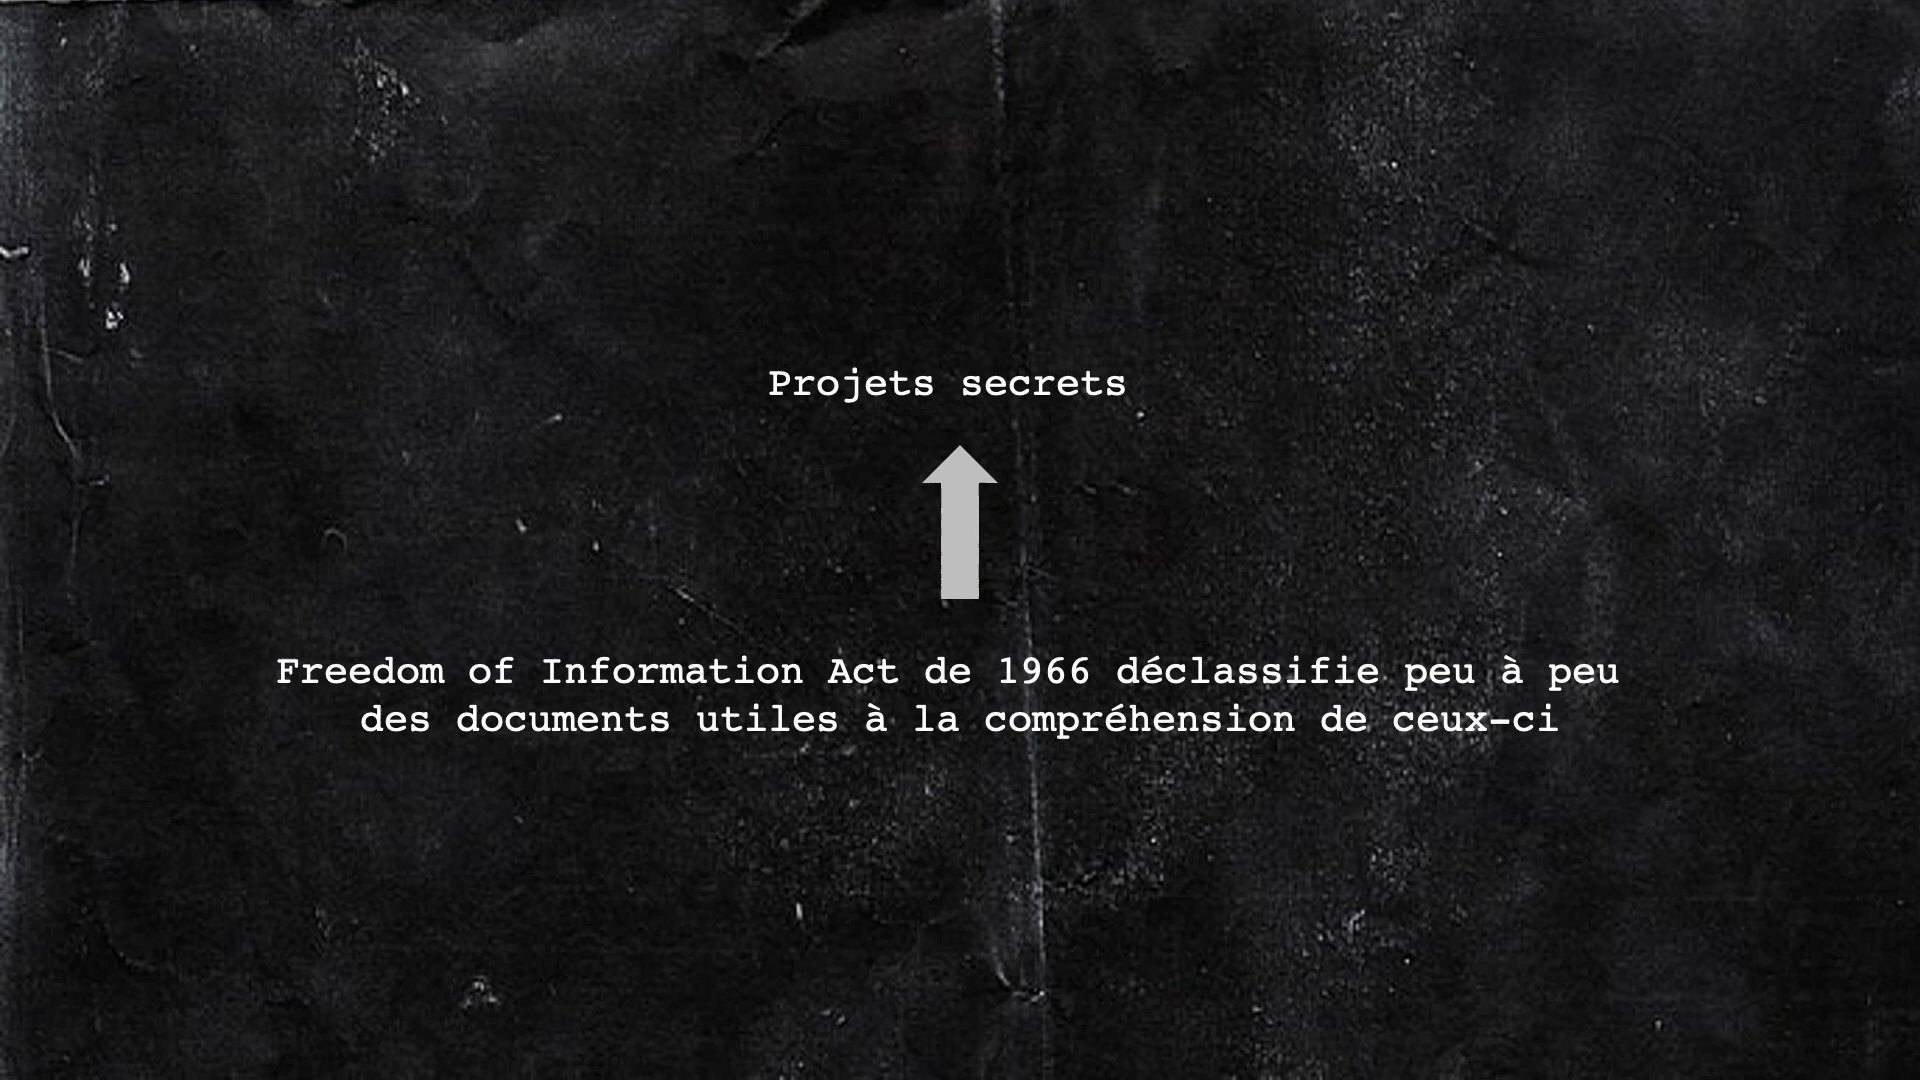 Projets secrets
Freedom of Information Act de 1966 déclassifie peu à peu
des documents utiles à la compréhension de ceux-ci